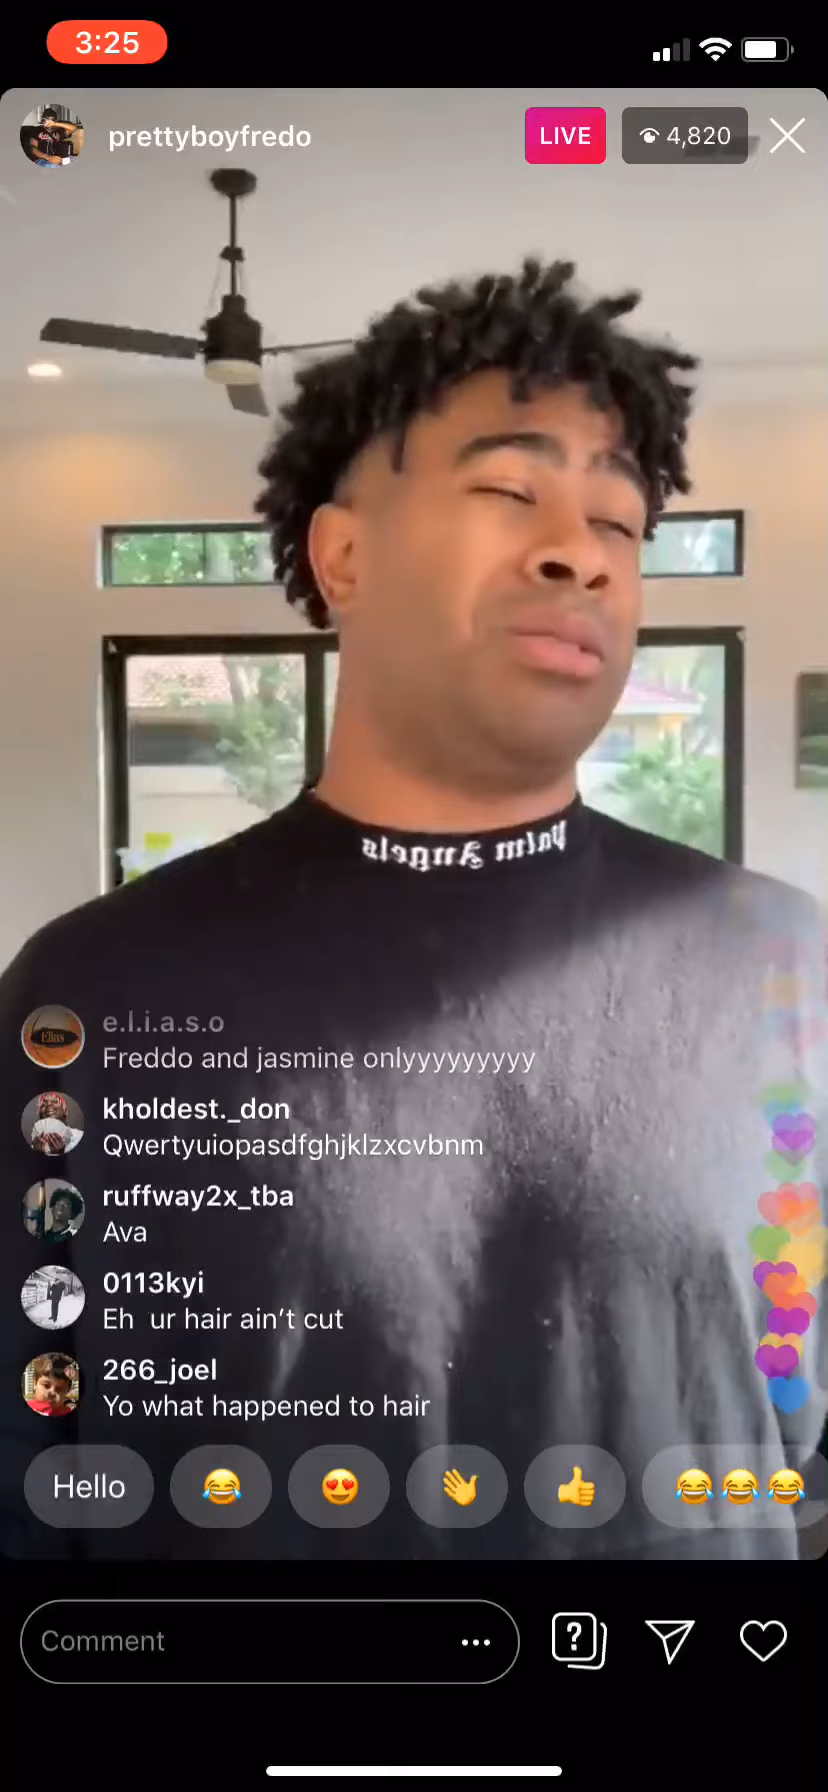 3:25
prettyboyfredo
LIVE
4,820
Palm Angels
e.l.i.a.s.o
Elias
Freddo and jasmine onlyyyyyyyyy
kholdest._don
Qwertyuiopasdfghjklzxcvbnm
ruffway2x_tba
Ava
0113kyi
Eh ur hair ain’t cut
266_joel
Yo what happened to hair
Hello
Comment